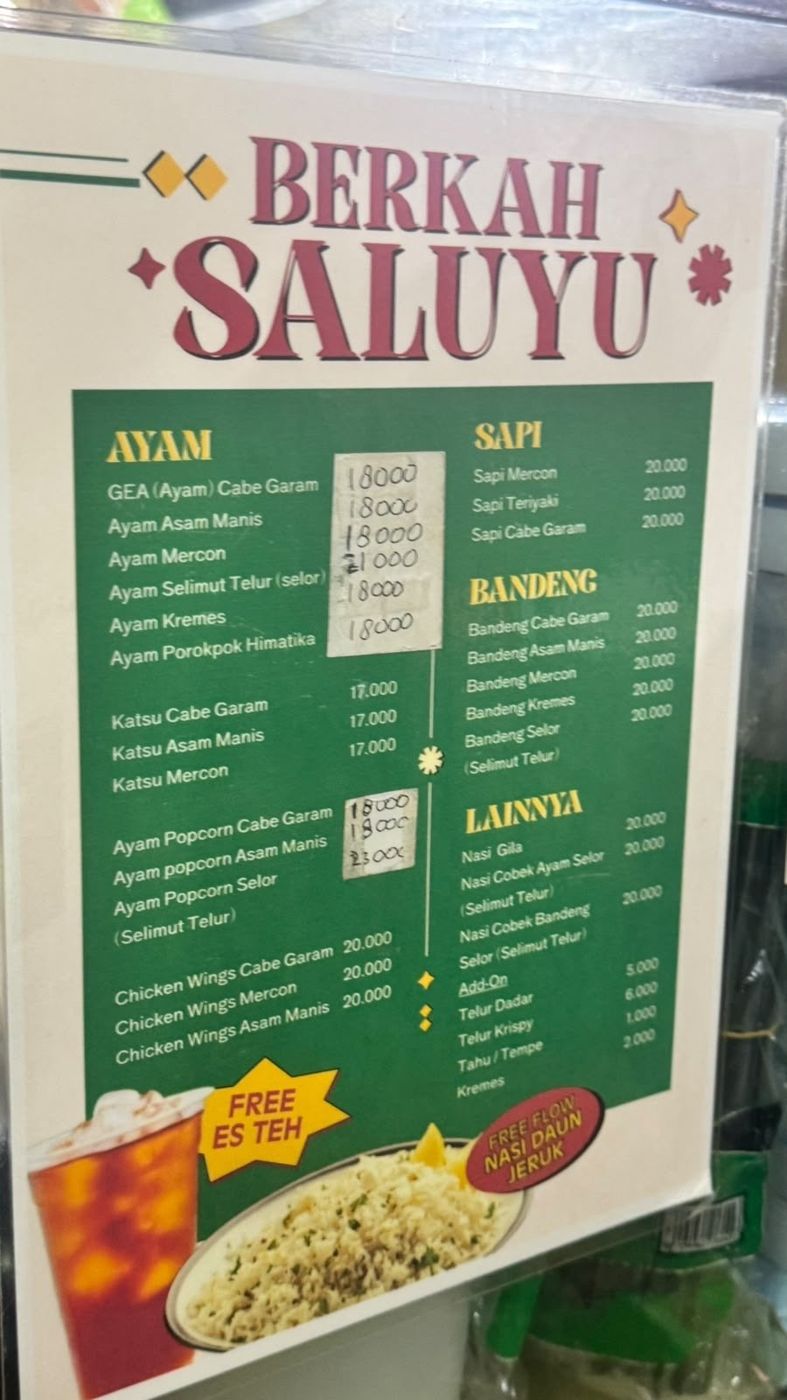 BERKAH
SALUYU
AYAM
GEA (Ayam) Cabe Garam 18000
Ayam Asam Manis 18000
Ayam Mercon 18000
Ayam Selimut Telur (selor) 21000
Ayam Kremes 18000
Ayam Porokpok Himatika 18000
Katsu Cabe Garam 17.000
Katsu Asam Manis 17.000
Katsu Mercon 17.000
Ayam Popcorn Cabe Garam 18000
Ayam popcorn Asam Manis 18000
Ayam Popcorn Selor 23000
(Selimut Telur)
Chicken Wings Cabe Garam 20.000
Chicken Wings Mercon 20.000
Chicken Wings Asam Manis 20.000
SAPI
Sapi Mercon 20.000
Sapi Teriyaki 20.000
Sapi Cabe Garam 20.000
BANDENG
Bandeng Cabe Garam 20.000
Bandeng Asam Manis 20.000
Bandeng Mercon 20.000
Bandeng Kremes 20.000
Bandeng Selor 20.000
(Selimut Telur)
LAINNYA
Nasi Gila 20.000
Nasi Cobek Ayam Selor 20.000
(Selimut Telur)
Nasi Cobek Bandeng 20.000
Selor (Selimut Telur)
Add-On
Telur Dadar 5.000
Telur Krispy 6.000
Tahu / Tempe 1.000
Kremes 2.000
FREE
ES TEH
FREE FLOW
NASI DAUN
JERUK